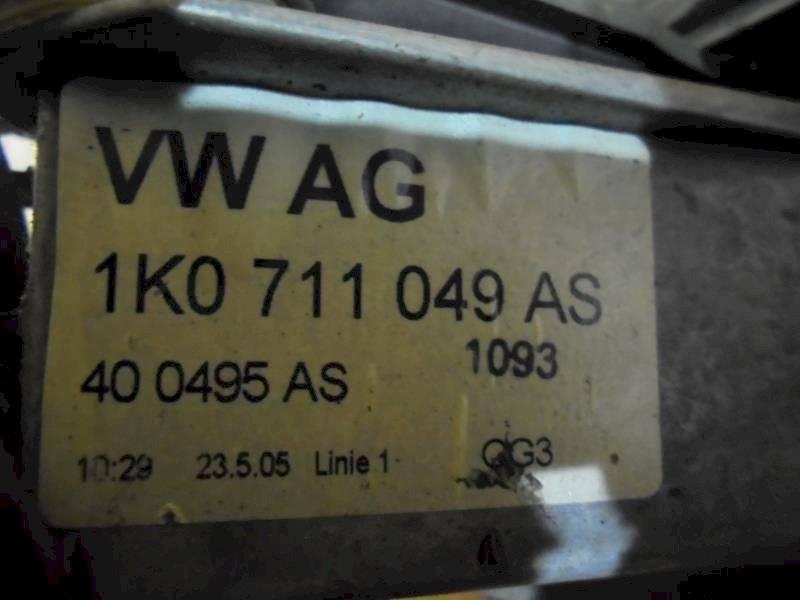 VW AG
1K0 711 049 AS
40 0495 AS 1093
10:29 23.5.05 Linie 1